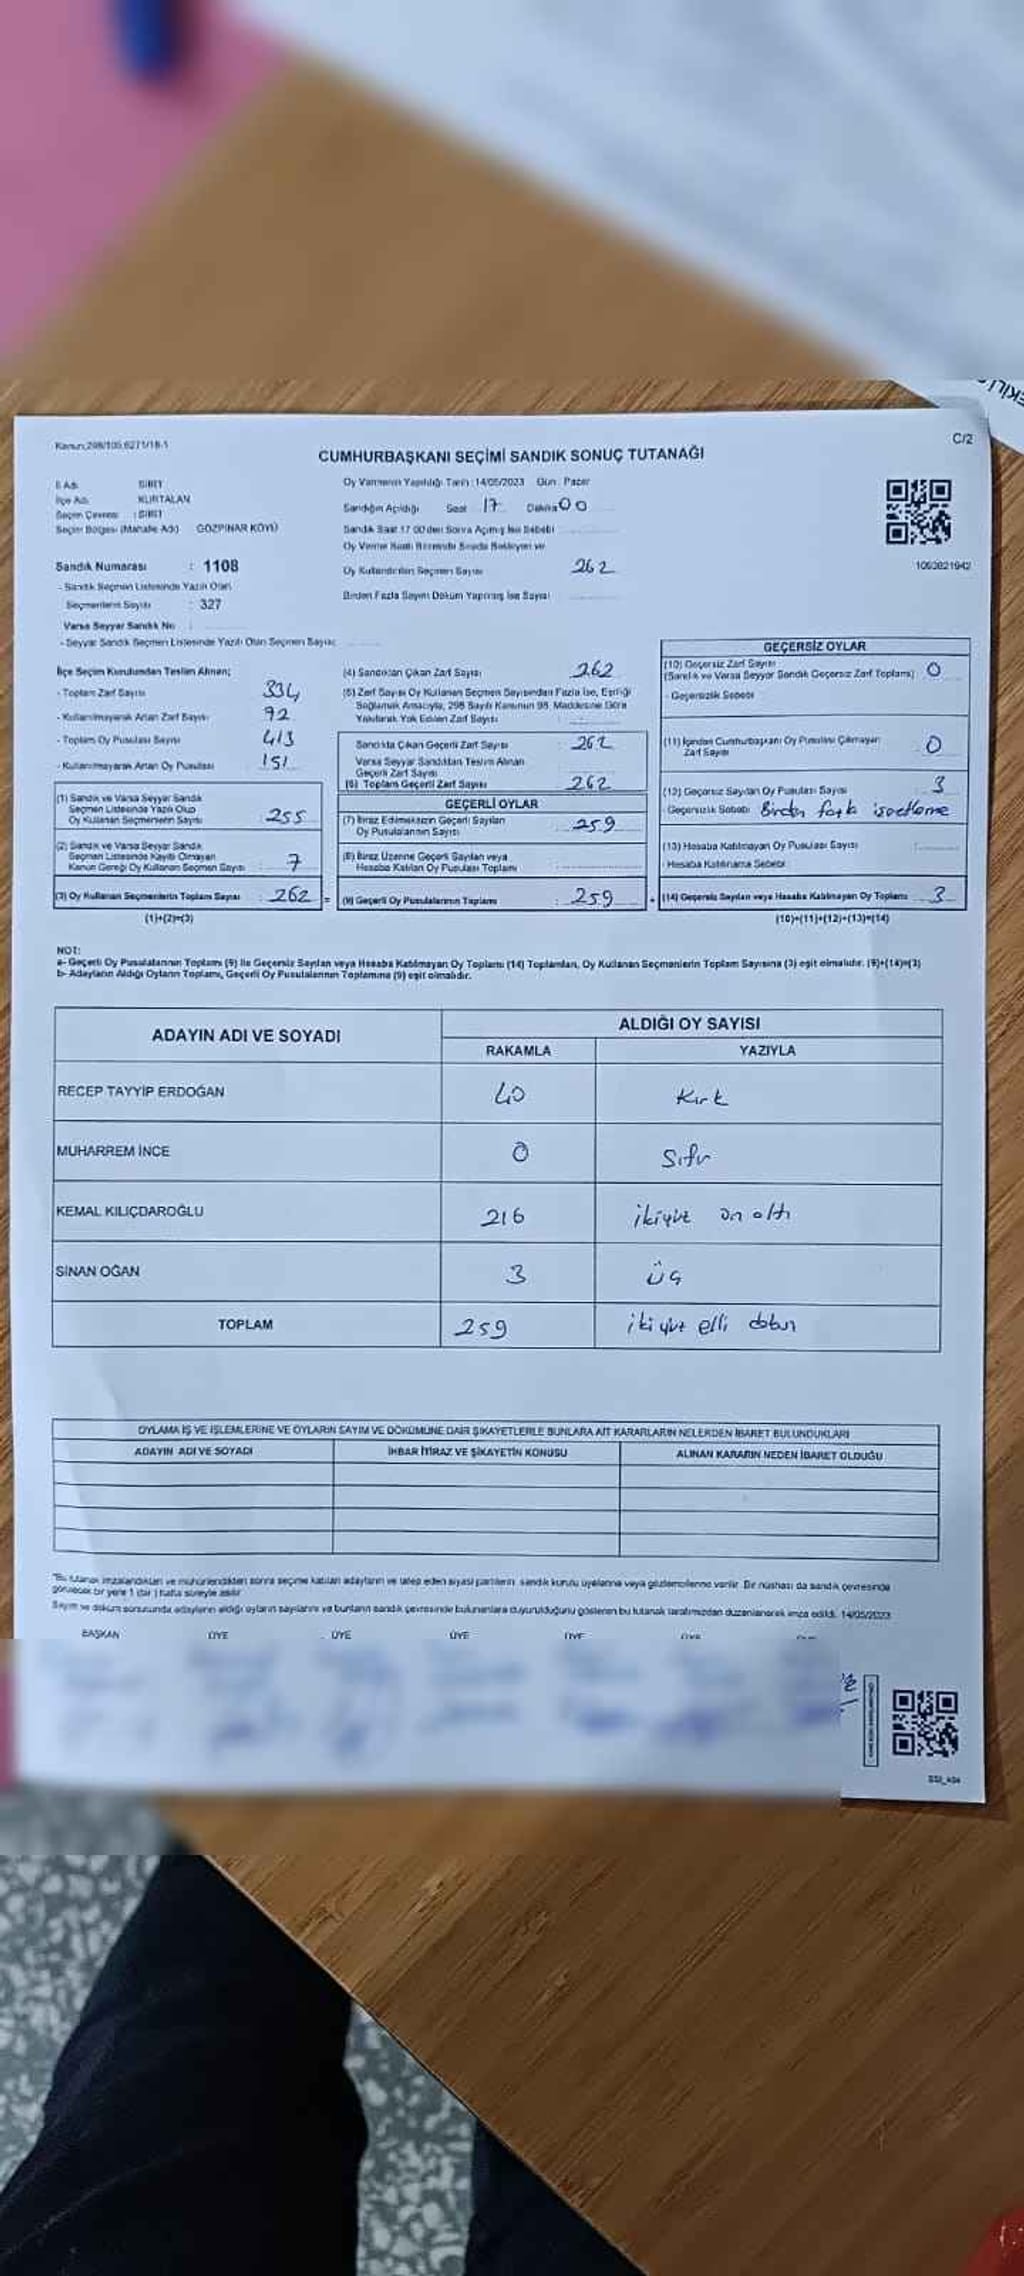 EKİLİ
Kanun:298/105,6271/18-1
C/2
CUMHURBAŞKANI SEÇİMİ SANDIK SONUÇ TUTANAĞI
İl Adı : SİİRT
İlçe Adı : KURTALAN
Seçim Çevresi : SİİRT
Seçim Bölgesi (Mahalle Adı) GÖZPINAR KÖYÜ
Sandık Numarası : 1108
- Sandık Seçmen Listesinde Yazılı Olan
Seçmenlerin Sayısı : 327
Varsa Seyyar Sandık No :
- Seyyar Sandık Seçmen Listesinde Yazılı Olan Seçmen Sayısı:
Oy Vermenin Yapıldığı Tarih : 14/05/2023 Gün : Pazar
Sandığın Açıldığı Saat 17 Dakika 00
Sandık Saat 17.00'den Sonra Açılmış İse Sebebi
Oy Verme Saati Bitiminde Sırada Bekleyen ve
Oy Kullandırılan Seçmen Sayısı 262
Birden Fazla Sayım Döküm Yapılmış İse Sayısı
1093821942
İlçe Seçim Kurulundan Teslim Alınan;
- Toplam Zarf Sayısı 334
- Kullanılmayarak Artan Zarf Sayısı 72
- Toplam Oy Pusulası Sayısı 413
- Kullanılmayarak Artan Oy Pusulası 151
(1) Sandık ve Varsa Seyyar Sandık
Seçmen Listesinde Yazılı Olup
Oy Kullanan Seçmenlerin Sayısı 255
(2) Sandık ve Varsa Seyyar Sandık
Seçmen Listesinde Kayıtlı Olmayan
Kanun Gereği Oy Kullanan Seçmen Sayısı 7
(3) Oy Kullanan Seçmenlerin Toplam Sayısı : 262 =
(1)+(2)=(3)
(4) Sandıktan Çıkan Zarf Sayısı 262
(5) Zarf Sayısı Oy Kullanan Seçmen Sayısından Fazla İse, Eşitliği
Sağlamak Amacıyla, 298 Sayılı Kanunun 98. Maddesine Göre
Yakılarak Yok Edilen Zarf Sayısı
Sandıkta Çıkan Geçerli Zarf Sayısı 262
Varsa Seyyar Sandıktan Teslim Alınan
Geçerli Zarf Sayısı
(6) Toplam Geçerli Zarf Sayısı 262
GEÇERLİ OYLAR
(7) İtiraz Edilmeksizin Geçerli Sayılan
Oy Pusulalarının Sayısı 259
(8) İtiraz Üzerine Geçerli Sayılan veya
Hesaba Katılan Oy Pusulası Toplamı
(9) Geçerli Oy Pusulalarının Toplamı : 259 +
GEÇERSİZ OYLAR
(10) Geçersiz Zarf Sayısı
(Sandık ve Varsa Seyyar Sandık Geçersiz Zarf Toplamı) 0
- Geçersizlik Sebebi
(11) İçinden Cumhurbaşkanı Oy Pusulası Çıkmayan
Zarf Sayısı 0
(12) Geçersiz Sayılan Oy Pusulası Sayısı 3
- Geçersizlik Sebebi Birden fazla işaretleme
(13) Hesaba Katılmayan Oy Pusulası Sayısı
- Hesaba Katılmama Sebebi
(14) Geçersiz Sayılan veya Hesaba Katılmayan Oy Toplamı 3
(10)+(11)+(12)+(13)=(14)
NOT:
a- Geçerli Oy Pusulalarının Toplamı (9) İle Geçersiz Sayılan veya Hesaba Katılmayan Oy Toplamı (14) Toplamları, Oy Kullanan Seçmenlerin Toplam Sayısına (3) eşit olmalıdır. (9)+(14)=(3)
b- Adayların Aldığı Oyların Toplamı, Geçerli Oy Pusulalarının Toplamına (9) eşit olmalıdır.
ADAYIN ADI VE SOYADI
ALDIĞI OY SAYISI
RAKAMLA YAZIYLA
RECEP TAYYİP ERDOĞAN 40 Kırk
MUHARREM İNCE 0 Sıfır
KEMAL KILIÇDAROĞLU 216 ikiyüz on altı
SİNAN OĞAN 3 üç
TOPLAM 259 iki yüz elli dokuz
OYLAMA İŞ VE İŞLEMLERİNE VE OYLARIN SAYIM VE DÖKÜMÜNE DAİR ŞİKAYETLERLE BUNLARA AİT KARARLARIN NELERDEN İBARET BULUNDUKLARI
ADAYIN ADI VE SOYADI İHBAR İTİRAZ VE ŞİKAYETİN KONUSU ALINAN KARARIN NEDEN İBARET OLDUĞU
*Bu tutanak imzalandıktan ve mühürlendikten sonra seçime katılan adayların ve talep eden siyasi partilerin sandık kurulu üyelerine veya gözlemcilerine verilir. Bir nüshası da sandık çevresinde
görülecek bir yere 1 (bir) hafta süreyle asılır
Sayım ve döküm sonucunda adayların aldığı oyların sayılarını ve bunların sandık çevresinde bulunanlara duyurulduğunu gösteren bu tutanak tarafımızdan düzenlenerek imza edildi. 14/05/2023
BAŞKAN ÜYE ÜYE ÜYE ÜYE